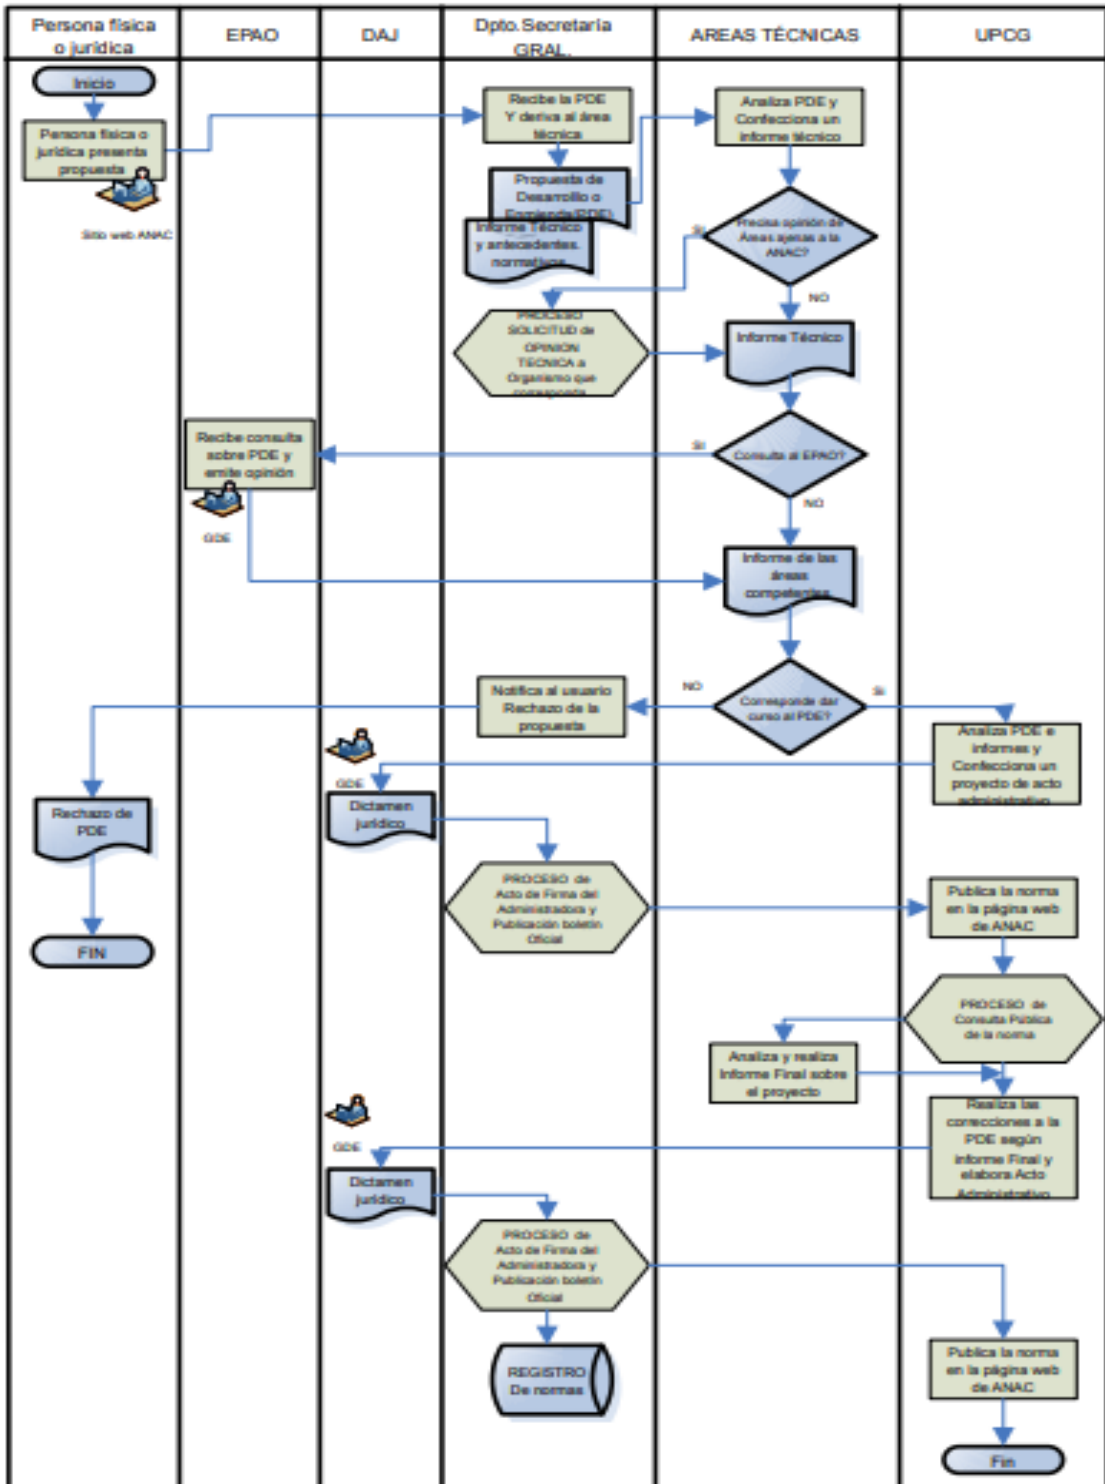 Persona física
o jurídica
EPAO
DAJ
Dpto.Secretaría
GRAL.
AREAS TÉCNICAS
UPCG
Inicio
Persona física o
jurídica presenta
propuesta
Sitio web ANAC
Recibe la PDE
Y deriva al área
técnica
Analiza PDE y
Confecciona un
informe técnico
Propuesta de
Desarrollo o
Enmienda(PDE)
Informe Técnico
y antecedentes.
normativos
Precisa opinión de
Áreas ajenas a la
ANAC?
SI
NO
PROCESO
SOLICITUD de
OPINION
TECNICA a
Organismo que
corresponda
Informe Técnico
Recibe consulta
sobre PDE y
emite opinión
GDE
SI
Consulta al EPAO?
NO
Informe de las
áreas
competentes
Notifica al usuario
Rechazo de la
propuesta
NO
Corresponde dar
curso al PDE?
Si
Analiza PDE e
informes y
Confecciona un
proyecto de acto
administrativo
GDE
Rechazo de
PDE
Dictamen
jurídico
PROCESO de
Acto de Firma del
Administradora y
Publicación boletín
Oficial
Publica la norma
en la página web
de ANAC
FIN
PROCESO de
Consulta Pública
de la norma
Analiza y realiza
Informe Final sobre
el proyecto
Realiza las
correcciones a la
PDE según
informe Final y
elabora Acto
Administrativo
GDE
Dictamen
jurídico
PROCESO de
Acto de Firma del
Administradora y
Publicación boletín
Oficial
REGISTRO
De normas
Publica la norma
en la página web
de ANAC
Fin